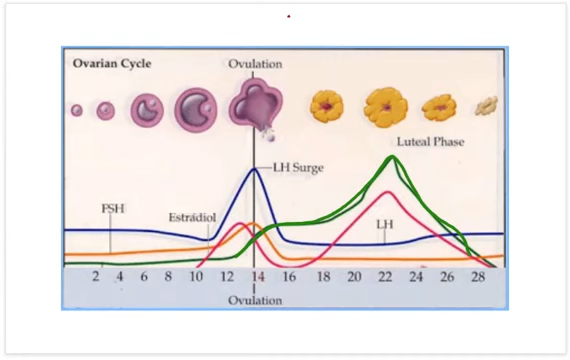 Ovarian Cycle
Ovulation
Luteal Phase
LH Surge
FSH
Estradiol
LH
2 4 6 8 10 12 14 16 18 20 22 24 26 28
Ovulation